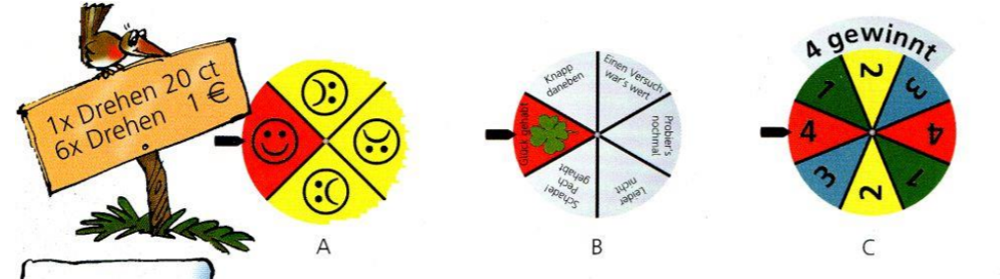 1x Drehen 20 ct
6x Drehen 1 €
A
Knapp
daneben
Einen Versuch
war's wert
Probier's
nochmal
Leider
nicht
Schade!
Pech
gehabt
Glück gehabt
B
4 gewinnt
1
2
3
4
4
1
2
3
C